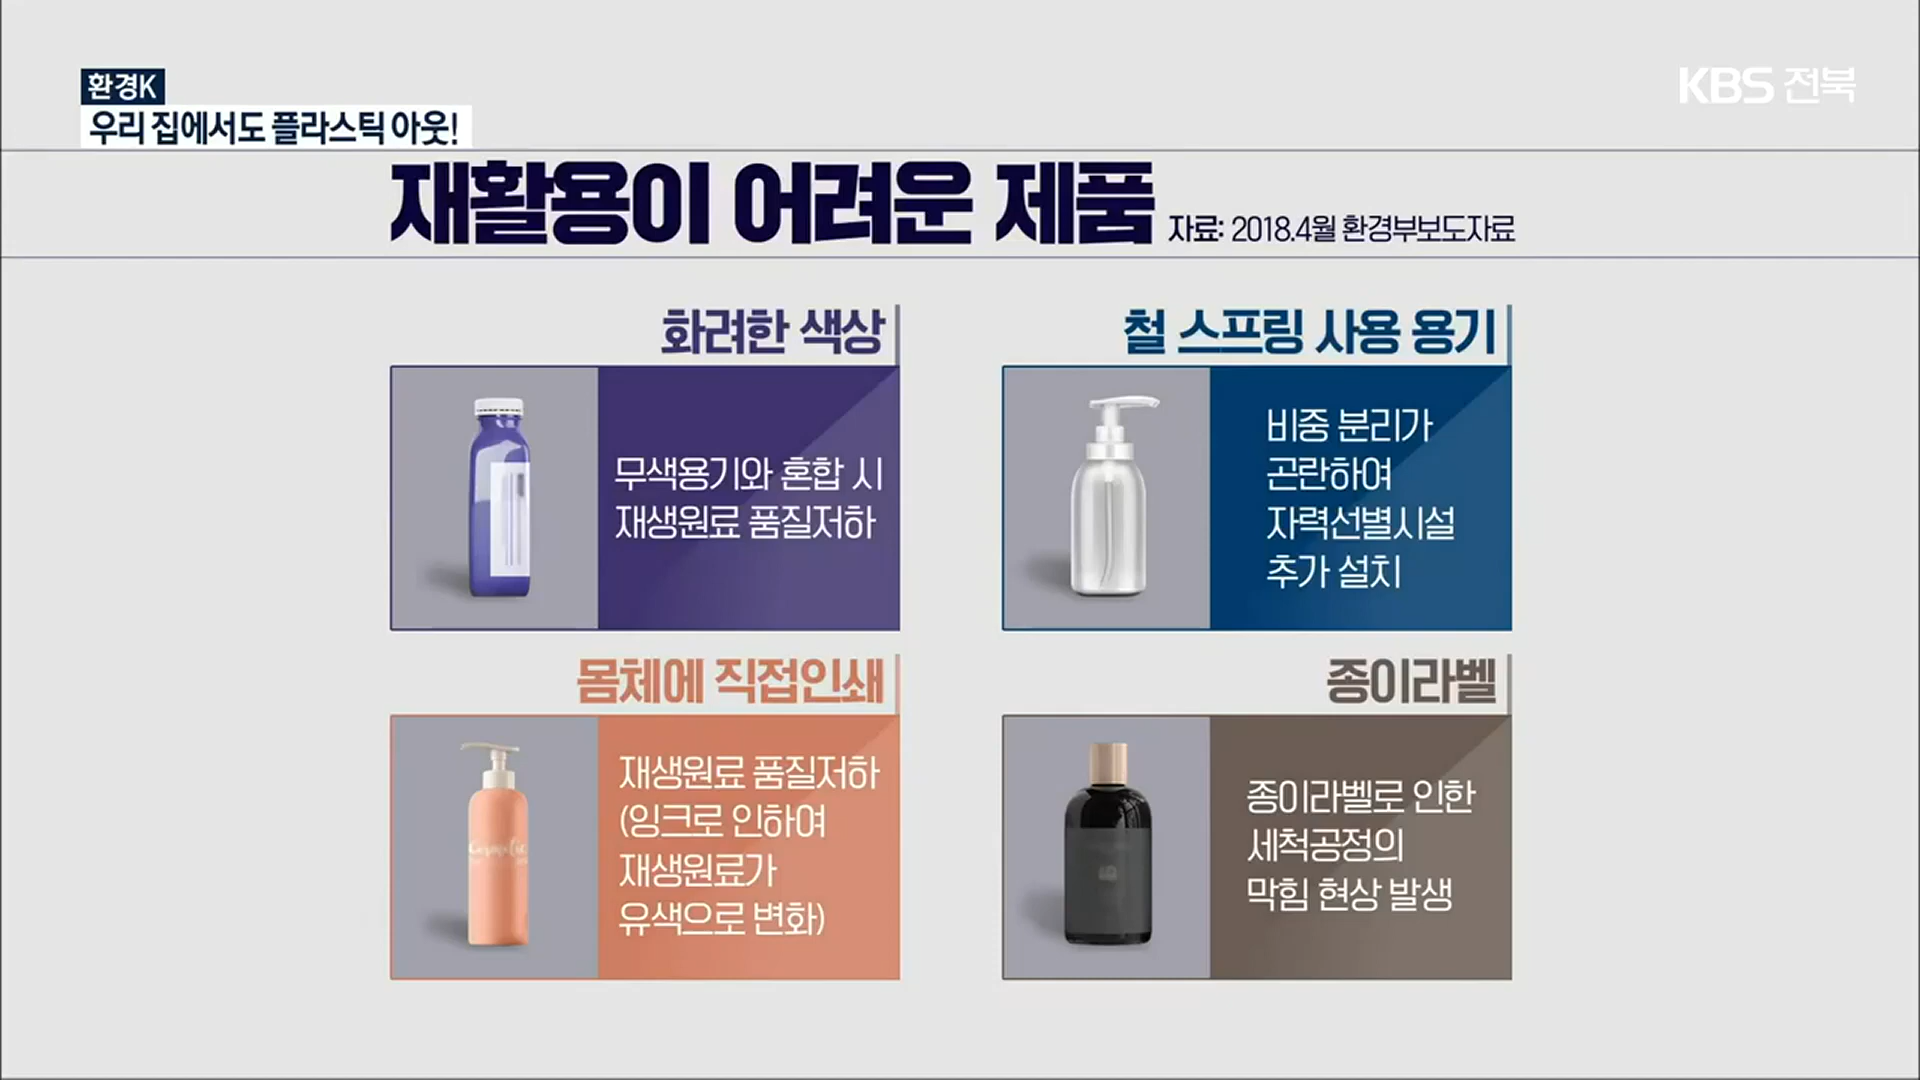 환경K
우리 집에서도 플라스틱 아웃!
KBS 전북
재활용이 어려운 제품
자료: 2018.4월 환경부보도자료
화려한 색상
무색용기와 혼합 시
재생원료 품질저하
철 스프링 사용 용기
비중 분리가
곤란하여
자력선별시설
추가 설치
몸체에 직접인쇄
재생원료 품질저하
(잉크로 인하여
재생원료가
유색으로 변화)
종이라벨
종이라벨로 인한
세척공정의
막힘 현상 발생